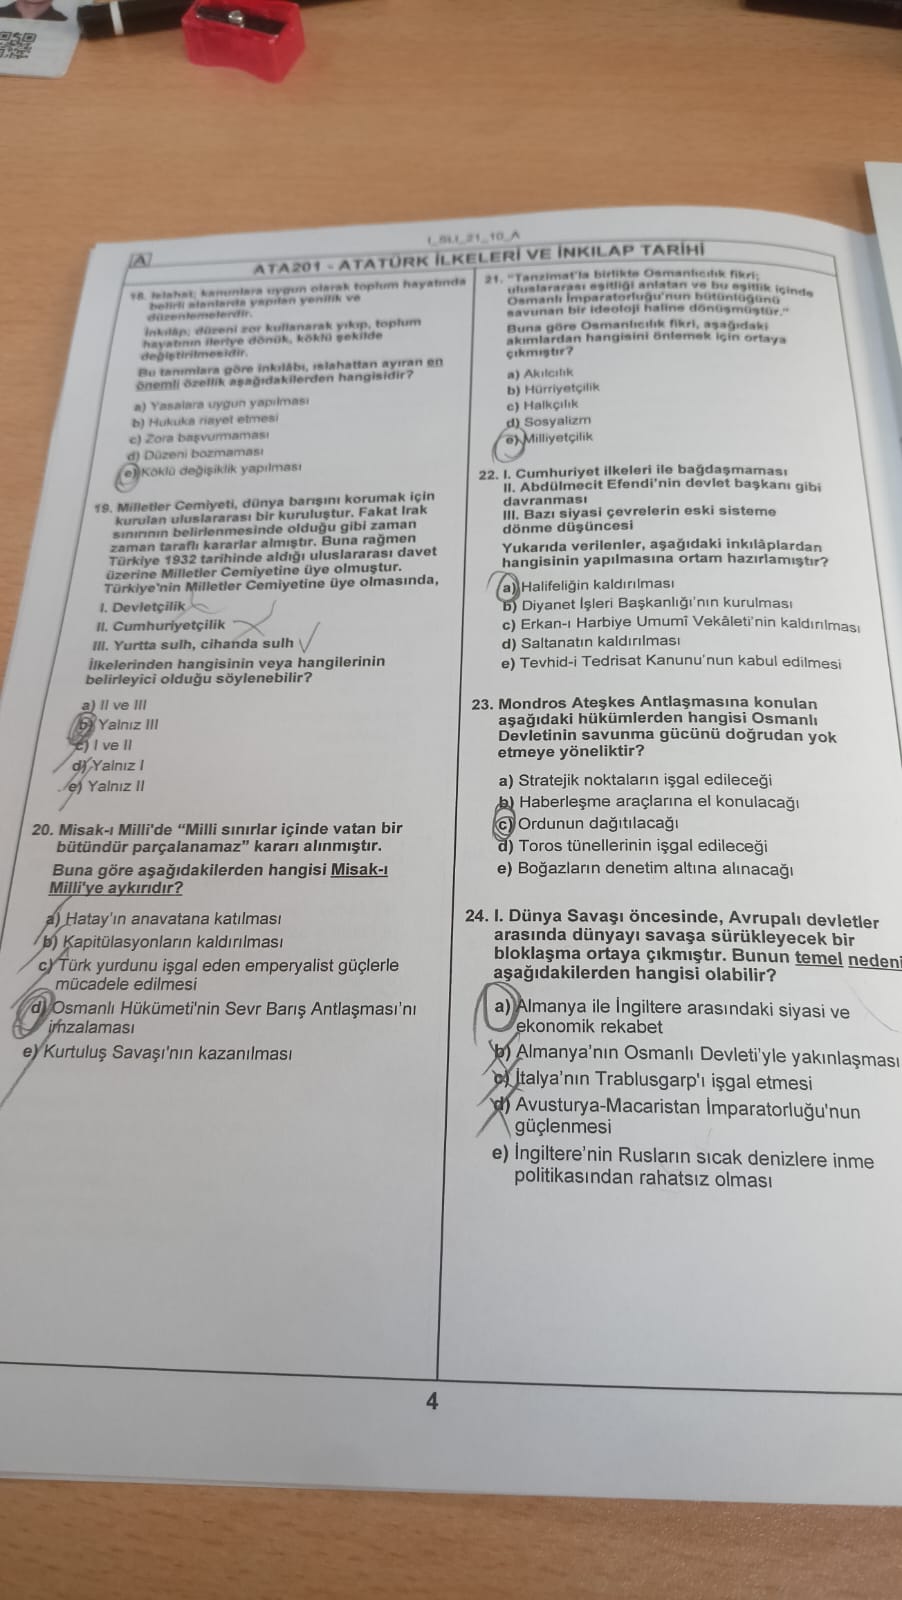 I_SLI_21_10_A
A
ATA201 - ATATÜRK İLKELERİ VE İNKILAP TARİHİ
18. Islahat; kanunlara uygun olarak toplum hayatında
belirli alanlarda yapılan yenilik ve
düzenlemelerdir.
İnkılâp; düzeni zor kullanarak yıkıp, toplum
hayatının ileriye dönük, köklü şekilde
değiştirilmesidir.
Bu tanımlara göre inkılâbı, ıslahattan ayıran en
önemli özellik aşağıdakilerden hangisidir?
a) Yasalara uygun yapılması
b) Hukuka riayet etmesi
c) Zora başvurmaması
d) Düzeni bozmaması
e) Köklü değişiklik yapılması
19. Milletler Cemiyeti, dünya barışını korumak için
kurulan uluslararası bir kuruluştur. Fakat Irak
sınırının belirlenmesinde olduğu gibi zaman
zaman taraflı kararlar almıştır. Buna rağmen
Türkiye 1932 tarihinde aldığı uluslararası davet
üzerine Milletler Cemiyetine üye olmuştur.
Türkiye'nin Milletler Cemiyetine üye olmasında,
I. Devletçilik
II. Cumhuriyetçilik
III. Yurtta sulh, cihanda sulh
İlkelerinden hangisinin veya hangilerinin
belirleyici olduğu söylenebilir?
a) II ve III
b) Yalnız III
c) I ve II
d) Yalnız I
e) Yalnız II
20. Misak-ı Milli'de “Milli sınırlar içinde vatan bir
bütündür parçalanamaz” kararı alınmıştır.
Buna göre aşağıdakilerden hangisi Misak-ı
Milli'ye aykırıdır?
a) Hatay'ın anavatana katılması
b) Kapitülasyonların kaldırılması
c) Türk yurdunu işgal eden emperyalist güçlerle
mücadele edilmesi
d) Osmanlı Hükümeti'nin Sevr Barış Antlaşması'nı
imzalaması
e) Kurtuluş Savaşı'nın kazanılması
21. “Tanzimat'la birlikte Osmanlıcılık fikri;
uluslararası eşitliği anlatan ve bu eşitlik içinde
Osmanlı İmparatorluğu'nun bütünlüğünü
savunan bir ideoloji haline dönüşmüştür.”
Buna göre Osmanlıcılık fikri, aşağıdaki
akımlardan hangisini önlemek için ortaya
çıkmıştır?
a) Akılcılık
b) Hürriyetçilik
c) Halkçılık
d) Sosyalizm
e) Milliyetçilik
22. I. Cumhuriyet ilkeleri ile bağdaşmaması
II. Abdülmecit Efendi'nin devlet başkanı gibi
davranması
III. Bazı siyasi çevrelerin eski sisteme
dönme düşüncesi
Yukarıda verilenler, aşağıdaki inkılâplardan
hangisinin yapılmasına ortam hazırlamıştır?
a) Halifeliğin kaldırılması
b) Diyanet İşleri Başkanlığı'nın kurulması
c) Erkan-ı Harbiye Umumî Vekâleti'nin kaldırılması
d) Saltanatın kaldırılması
e) Tevhid-i Tedrisat Kanunu'nun kabul edilmesi
23. Mondros Ateşkes Antlaşmasına konulan
aşağıdaki hükümlerden hangisi Osmanlı
Devletinin savunma gücünü doğrudan yok
etmeye yöneliktir?
a) Stratejik noktaların işgal edileceği
b) Haberleşme araçlarına el konulacağı
c) Ordunun dağıtılacağı
d) Toros tünellerinin işgal edileceği
e) Boğazların denetim altına alınacağı
24. I. Dünya Savaşı öncesinde, Avrupalı devletler
arasında dünyayı savaşa sürükleyecek bir
bloklaşma ortaya çıkmıştır. Bunun temel nedeni
aşağıdakilerden hangisi olabilir?
a) Almanya ile İngiltere arasındaki siyasi ve
ekonomik rekabet
b) Almanya'nın Osmanlı Devleti'yle yakınlaşması
c) İtalya'nın Trablusgarp'ı işgal etmesi
d) Avusturya-Macaristan İmparatorluğu'nun
güçlenmesi
e) İngiltere'nin Rusların sıcak denizlere inme
politikasından rahatsız olması
4